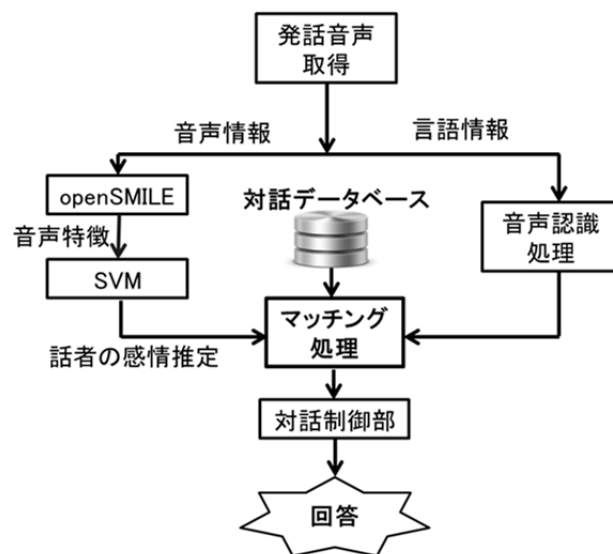 発話音声
取得
音声情報
言語情報
openSMILE
対話データベース
音声認識
処理
音声特徴
SVM
マッチング
処理
話者の感情推定
対話制御部
回答